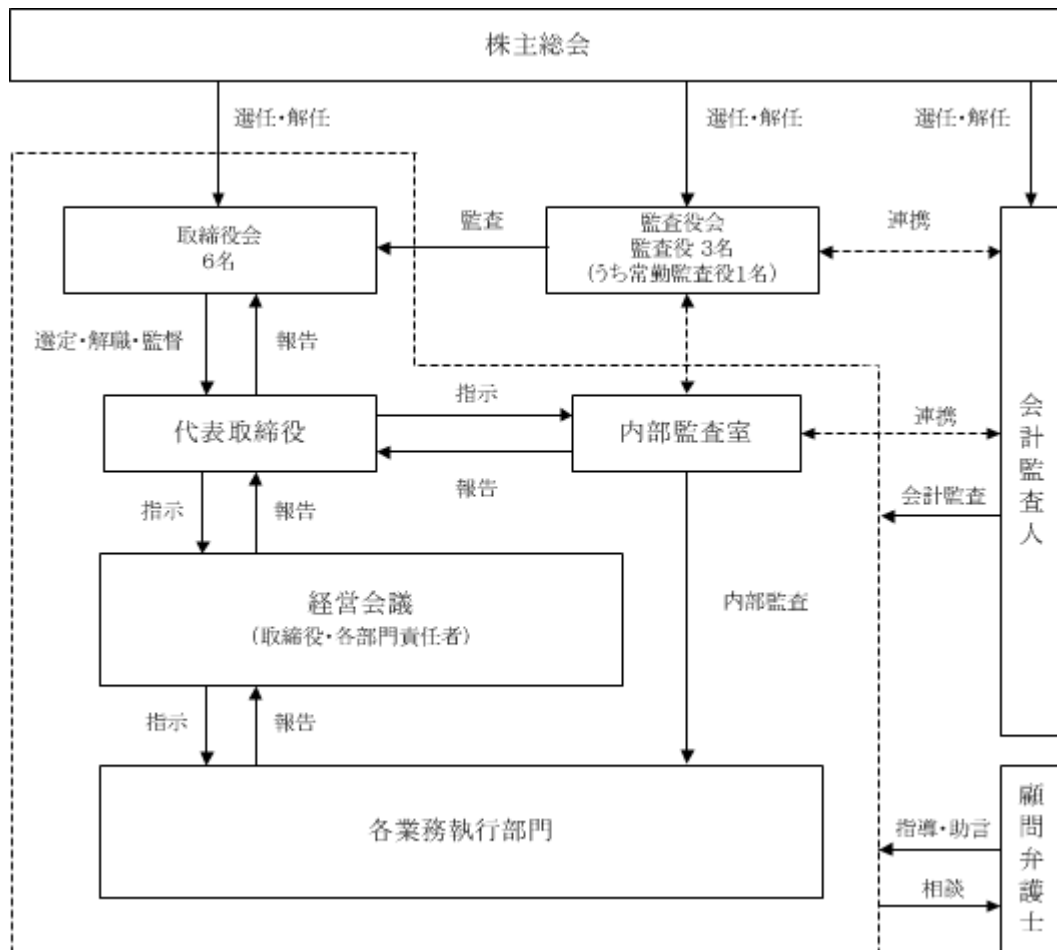 株主総会
選任・解任
選任・解任
選任・解任
取締役会
6名
監査
監査役会
監査役 3名
(うち常勤監査役1名)
連携
選定・解職・監督
報告
代表取締役
指示
報告
内部監査室
連携
会計監査人
会計監査
指示
報告
経営会議
(取締役・各部門責任者)
内部監査
指示
報告
各業務執行部門
指導・助言
相談
顧問弁護士